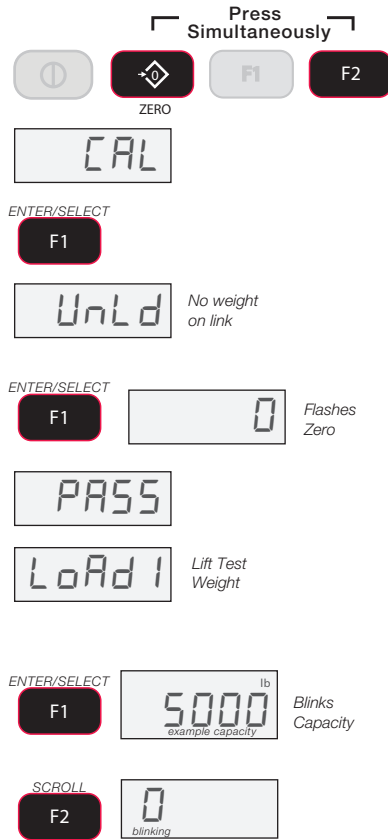 Press
Simultaneously
F1
F2
ZERO
CAL
ENTER/SELECT
F1
UnLd
No weight
on link
ENTER/SELECT
F1
0
Flashes
Zero
PASS
LoAd 1
Lift Test
Weight
ENTER/SELECT
F1
lb
5000
example capacity
Blinks
Capacity
SCROLL
F2
0
blinking